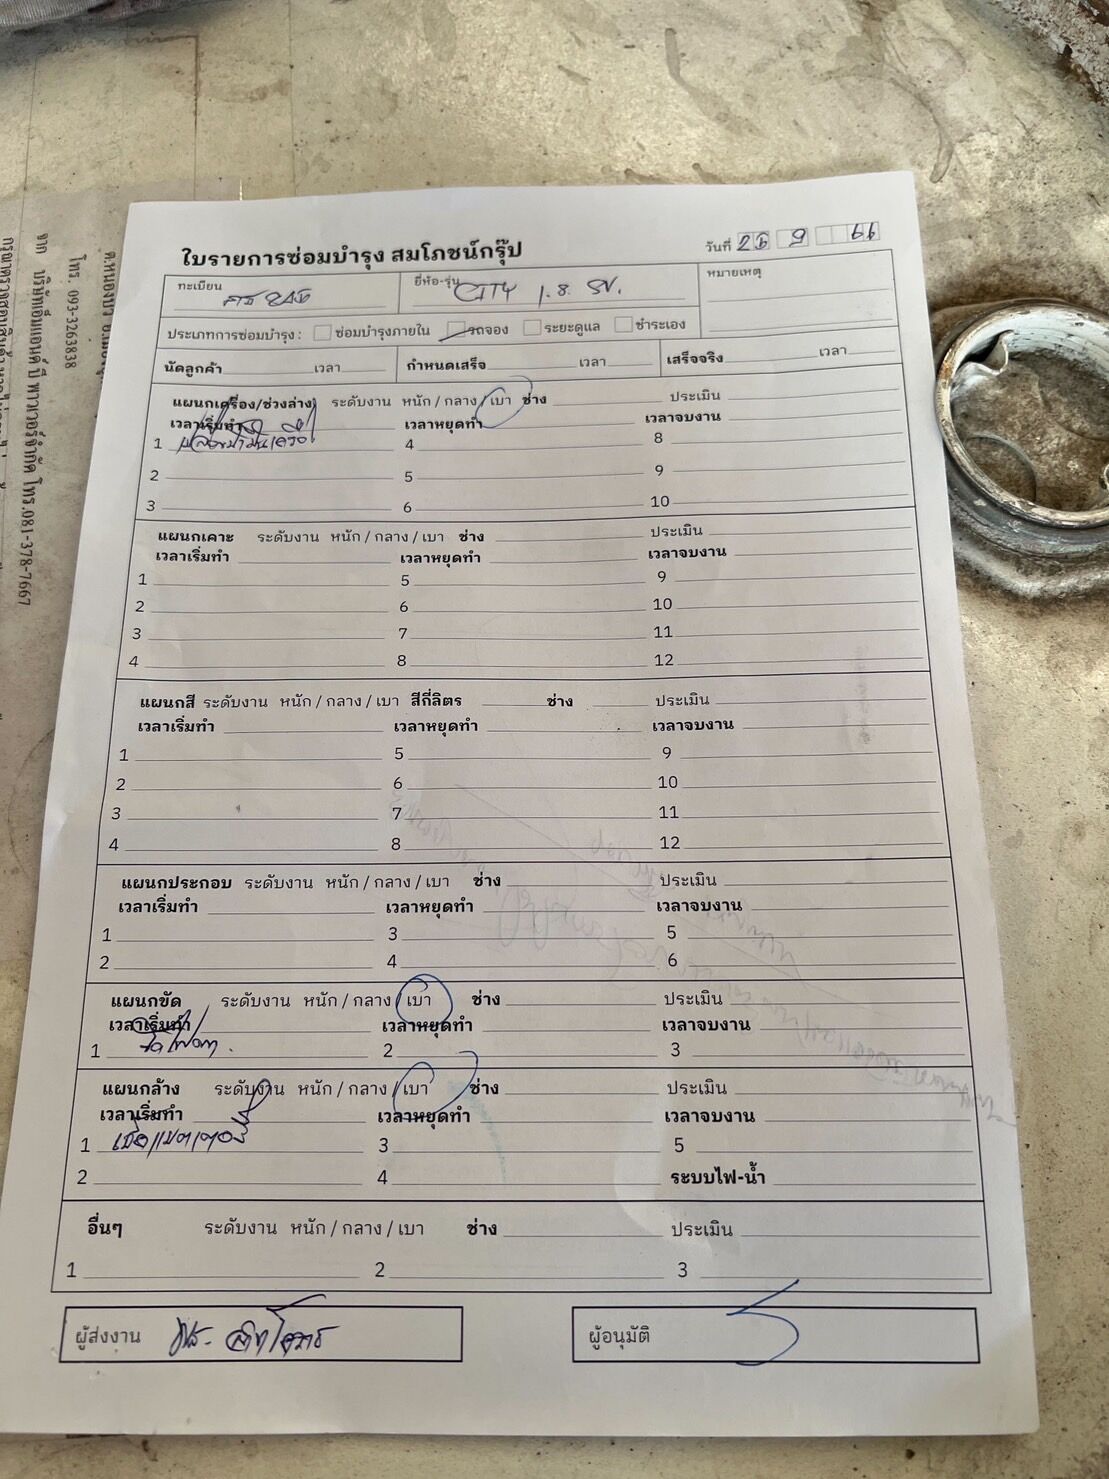 ใบรายการซ่อมบำรุง สมโภชน์กรุ๊ป
วันที่ 26 9 66
ทะเบียน
ยี่ห้อ-รุ่น CITY 1.8 SV.
หมายเหตุ
ประเภทการซ่อมบำรุง : ซ่อมบำรุงภายใน รถจอง ระยะดูแล ชำระเอง
นัดลูกค้า เวลา กำหนดเสร็จ เวลา เสร็จจริง เวลา
แผนกเครื่อง/ช่วงล่าง ระดับงาน หนัก / กลาง / เบา ช่าง ประเมิน
เวลาเริ่มทำ เวลาหยุดทำ เวลาจบงาน
1 4 8
2 5 9
3 6 10
แผนกเคาะ ระดับงาน หนัก / กลาง / เบา ช่าง ประเมิน
เวลาเริ่มทำ เวลาหยุดทำ เวลาจบงาน
1 5 9
2 6 10
3 7 11
4 8 12
แผนกสี ระดับงาน หนัก / กลาง / เบา สีกี่ลิตร ช่าง ประเมิน
เวลาเริ่มทำ เวลาหยุดทำ เวลาจบงาน
1 5 9
2 6 10
3 7 11
4 8 12
แผนกประกอบ ระดับงาน หนัก / กลาง / เบา ช่าง ประเมิน
เวลาเริ่มทำ เวลาหยุดทำ เวลาจบงาน
1 3 5
2 4 6
แผนกขัด ระดับงาน หนัก / กลาง / เบา ช่าง ประเมิน
เวลาเริ่มทำ เวลาหยุดทำ เวลาจบงาน
1 2 3
แผนกล้าง ระดับงาน หนัก / กลาง / เบา ช่าง ประเมิน
เวลาเริ่มทำ เวลาหยุดทำ เวลาจบงาน
1 3 5
2 4 ระบบไฟ-น้ำ
อื่นๆ ระดับงาน หนัก / กลาง / เบา ช่าง ประเมิน
1 2 3
ผู้ส่งงาน
ผู้อนุมัติ
โทร. 093-3263838
จาก บริษัทเอ็นแอนด์ บี พาวเวอร์จำกัด โทร.081-378-7667